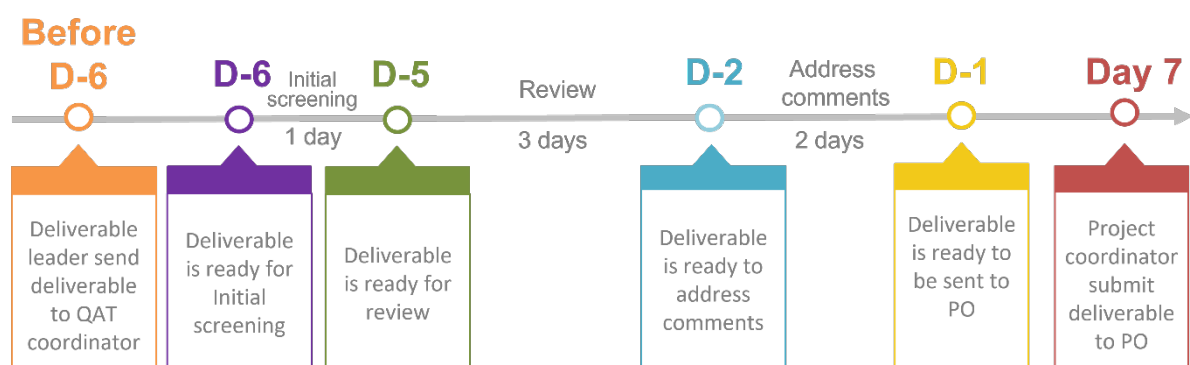 Before
D-6
D-6
Initial
screening
1 day
D-5
Review
3 days
D-2
Address
comments
2 days
D-1
Day 7
Deliverable
leader send
deliverable
to QAT
coordinator
Deliverable
is ready for
Initial
screening
Deliverable
is ready for
review
Deliverable
is ready to
address
comments
Deliverable
is ready to
be sent to
PO
Project
coordinator
submit
deliverable
to PO